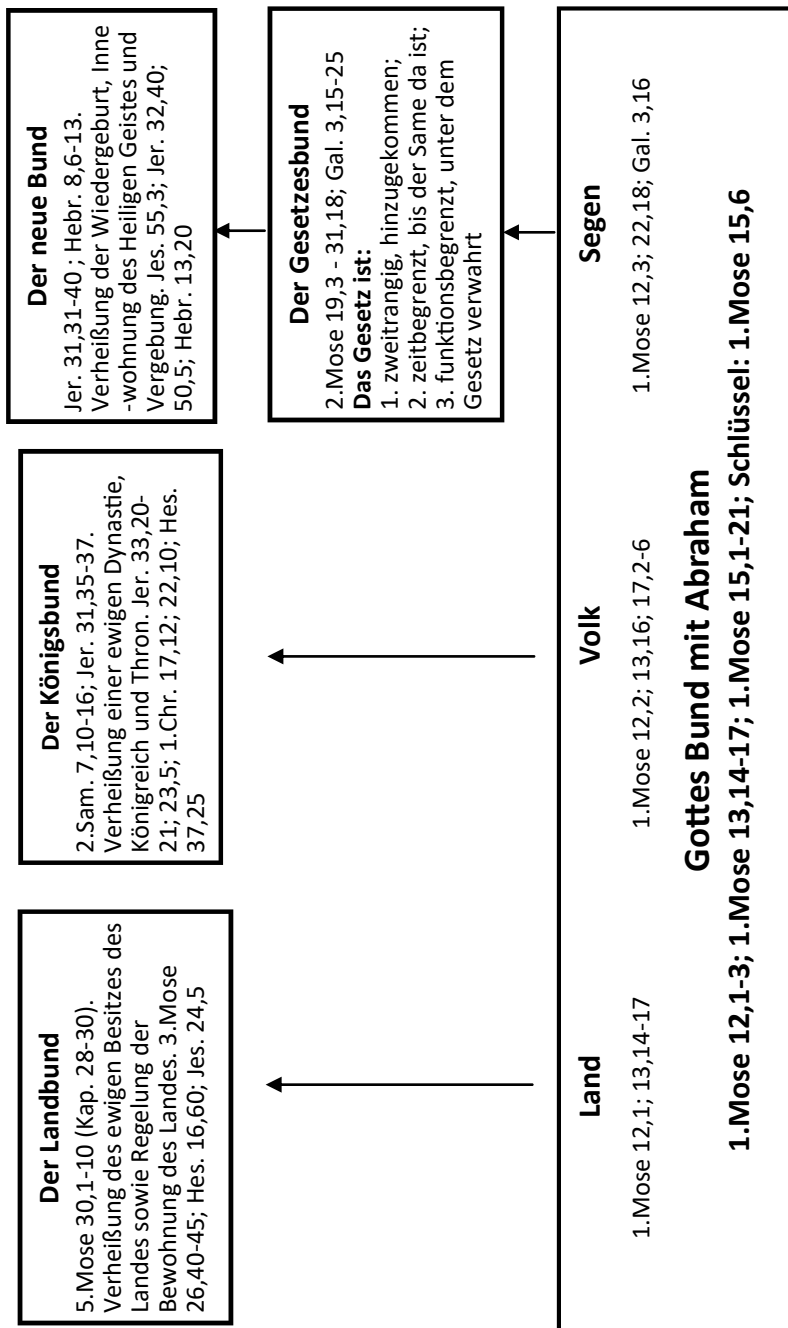 Der Landbund
5.Mose 30,1-10 (Kap. 28-30).
Verheißung des ewigen Besitzes des
Landes sowie Regelung der
Bewohnung des Landes. 3.Mose
26,40-45; Hes. 16,60; Jes. 24,5
Der Königsbund
2.Sam. 7,10-16; Jer. 31,35-37.
Verheißung einer ewigen Dynastie,
Königreich und Thron. Jer. 33,20-
21; 23,5; 1.Chr. 17,12; 22,10; Hes.
37,25
Der neue Bund
Jer. 31,31-40 ; Hebr. 8,6-13.
Verheißung der Wiedergeburt, Inne
-wohnung des Heiligen Geistes und
Vergebung. Jes. 55,3; Jer. 32,40;
50,5; Hebr. 13,20
Der Gesetzesbund
2.Mose 19,3 - 31,18; Gal. 3,15-25
Das Gesetz ist:
1. zweitrangig, hinzugekommen;
2. zeitbegrenzt, bis der Same da ist;
3. funktionsbegrenzt, unter dem
Gesetz verwahrt
Land
1.Mose 12,1; 13,14-17
Volk
1.Mose 12,2; 13,16; 17,2-6
Segen
1.Mose 12,3; 22,18; Gal. 3,16
Gottes Bund mit Abraham
1.Mose 12,1-3; 1.Mose 13,14-17; 1.Mose 15,1-21; Schlüssel: 1.Mose 15,6